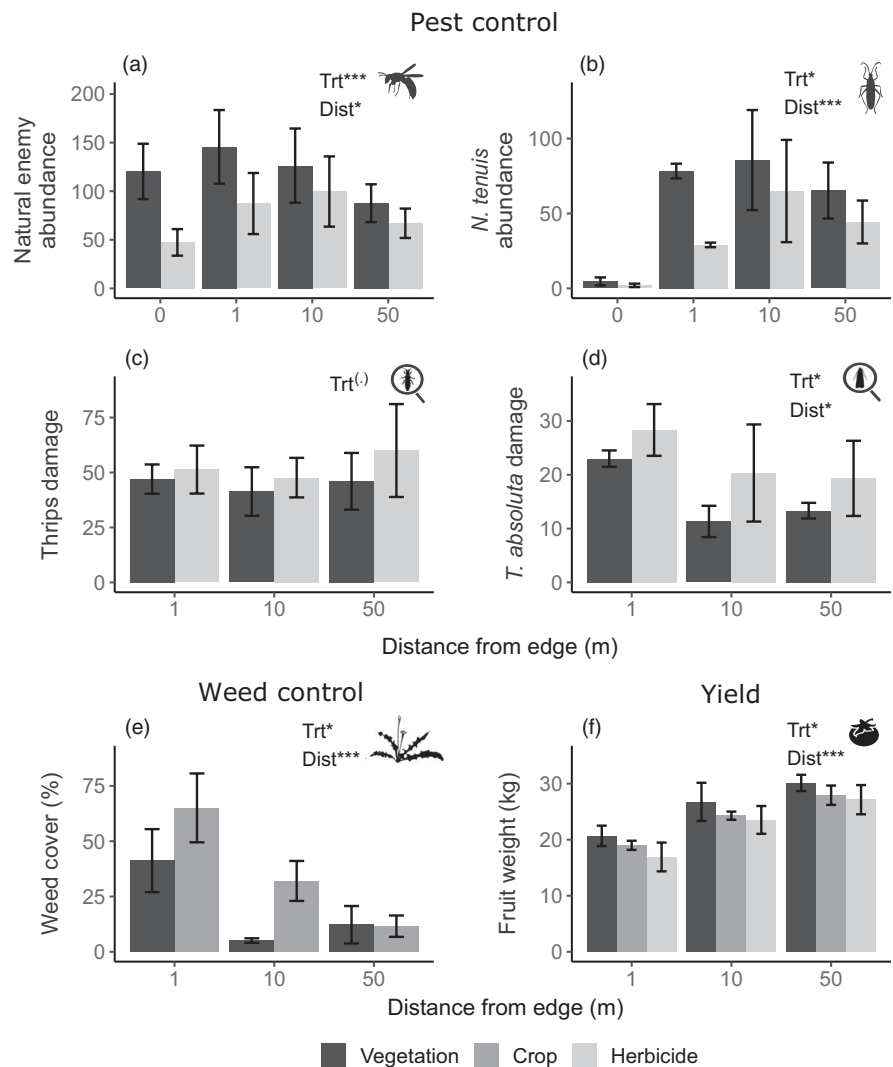 Pest control
(a)
Trt***
Dist*
Natural enemy
abundance
200
150
100
50
0
0 1 10 50
(b)
Trt*
Dist***
N. tenuis
abundance
100
50
0
0 1 10 50
(c)
Trt(.)
Thrips damage
75
50
25
0
1 10 50
(d)
Trt*
Dist*
T. absoluta damage
30
20
10
0
1 10 50
Distance from edge (m)
Weed control
(e)
Trt*
Dist***
Weed cover (%)
75
50
25
0
1 10 50
Yield
(f)
Trt*
Dist***
Fruit weight (kg)
30
20
10
0
1 10 50
Distance from edge (m)
Vegetation Crop Herbicide